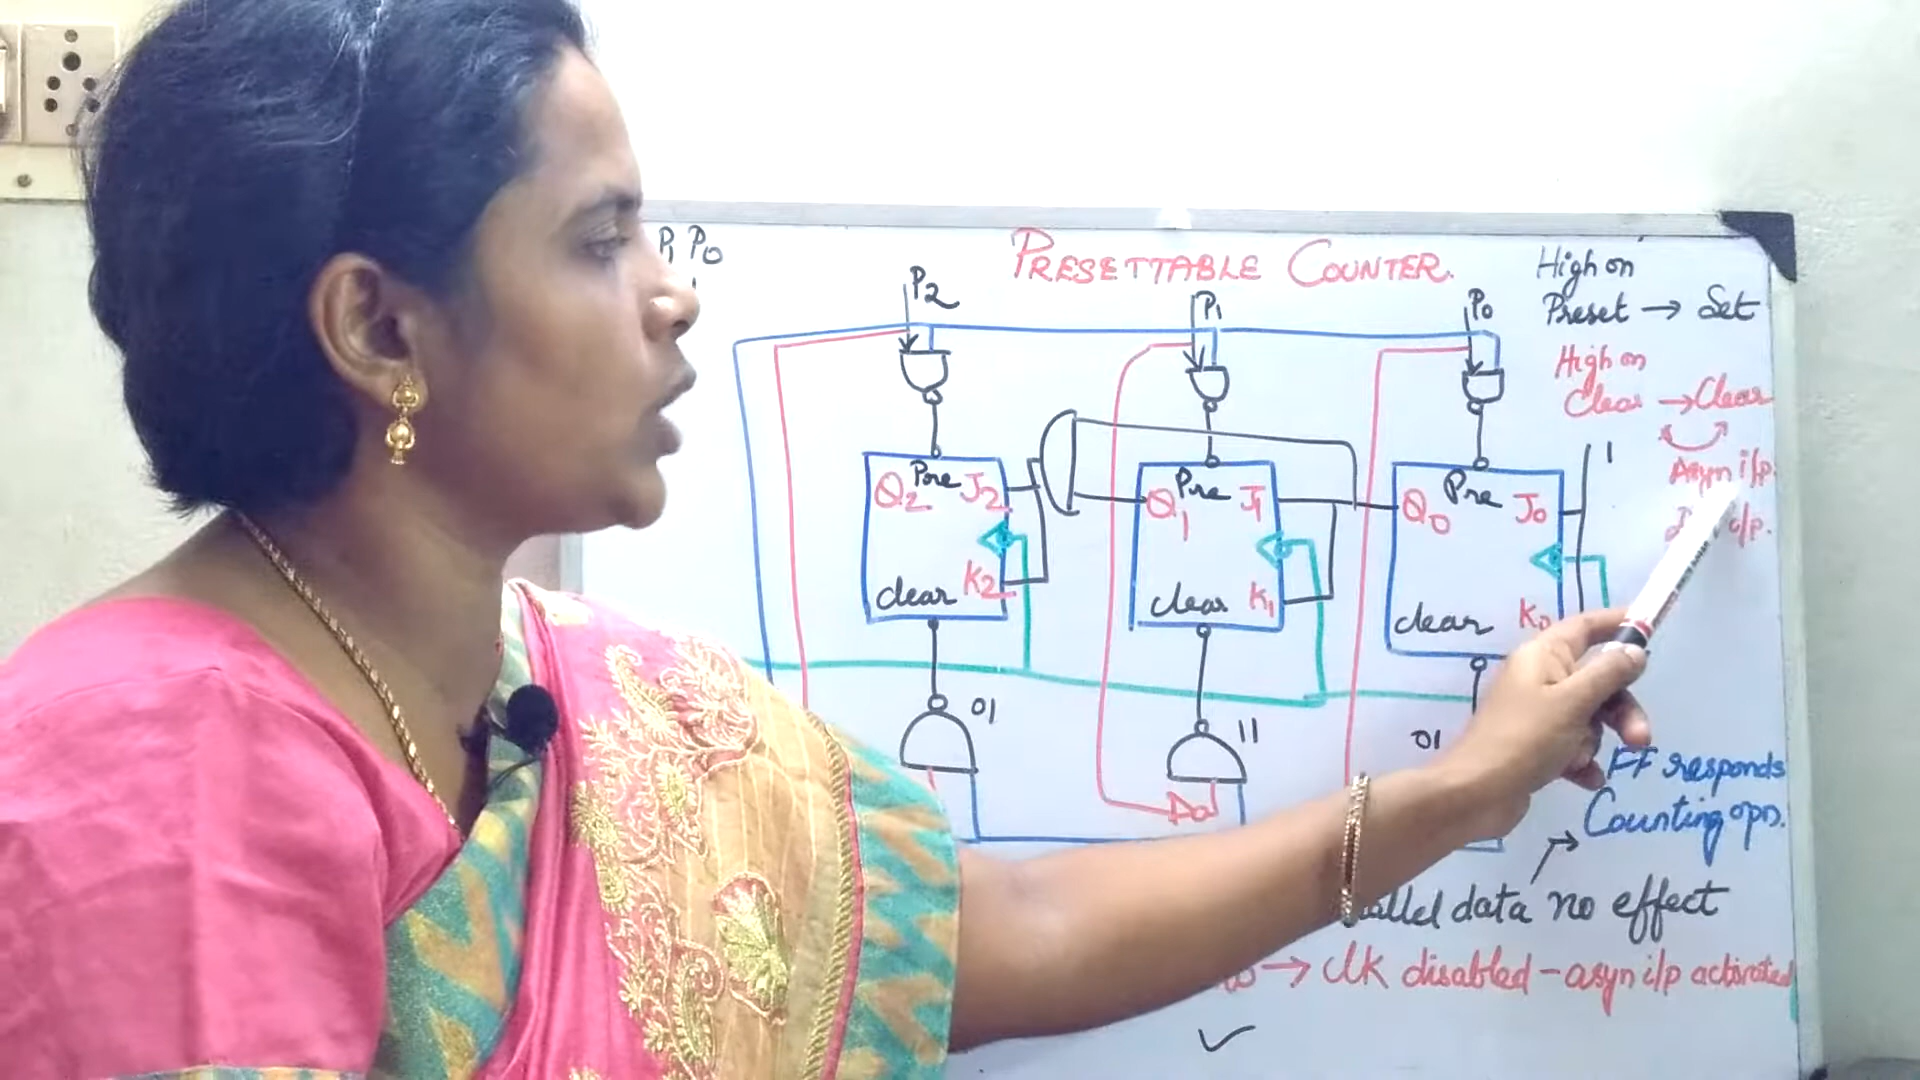 P1 P0
PRESETTABLE COUNTER.
High on
Preset → Set
High on
Clear → Clear
Asyn i/p.
i/p.
P2
P1
P0
Q2 Pre J2
K2
clear
Q1 Pre J1
K1
clear
Q0 Pre J0
K0
clear
1
01
11
01
FF responds
Counting opn.
data no effect
→ Clk disabled - asyn i/p activated